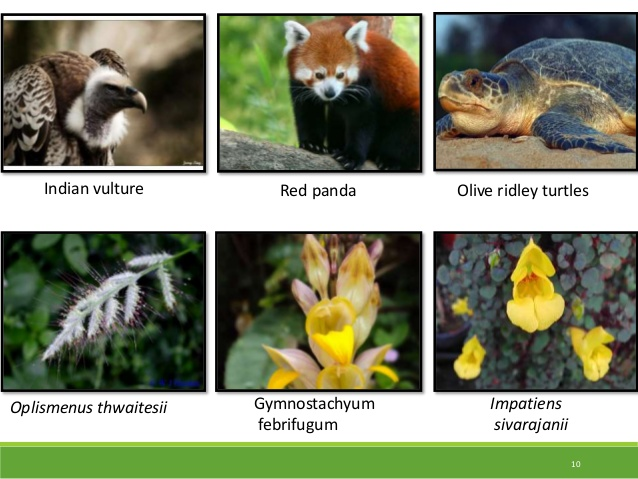 Indian vulture
Red panda
Olive ridley turtles
Oplismenus thwaitesii
Gymnostachyum
febrifugum
Impatiens
sivarajanii
10